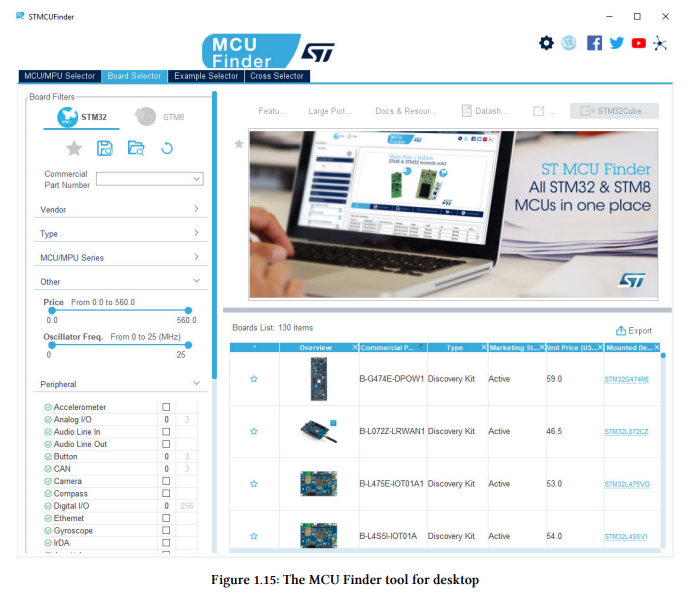 STMCUFinder
MCU
Finder
MCU/MPU Selector Board Selector Example Selector Cross Selector
Board Filters
STM32 STM8
Commercial
Part Number
Vendor
Type
MCU/MPU Series
Other
Price From 0.0 to 560.0
0.0 560.0
Oscillator Freq. From 0 to 25 (MHz)
0 25
Peripheral
Accelerometer
Analog I/O 0 3
Audio Line In
Audio Line Out
Button 0 3
CAN 0 3
Camera
Compass
Digital I/O 0 256
Ethernet
Gyroscope
IrDA
Featu... Large Pict... Docs & Resour... Datash... ... STM32Cube...
ST MCU Finder
All STM32 & STM8
MCUs in one place
Boards List: 130 items
Export
* Overview Commercial P... Type Marketing St... Unit Price (US... Mounted De...
B-G474E-DPOW1 Discovery Kit Active 59.0 STM32G474RE
B-L072Z-LRWAN1 Discovery Kit Active 46.5 STM32L072CZ
B-L475E-IOT01A1 Discovery Kit Active 53.0 STM32L475VG
B-L4S5I-IOT01A Discovery Kit Active 54.0 STM32L4S5VI
Figure 1.15: The MCU Finder tool for desktop